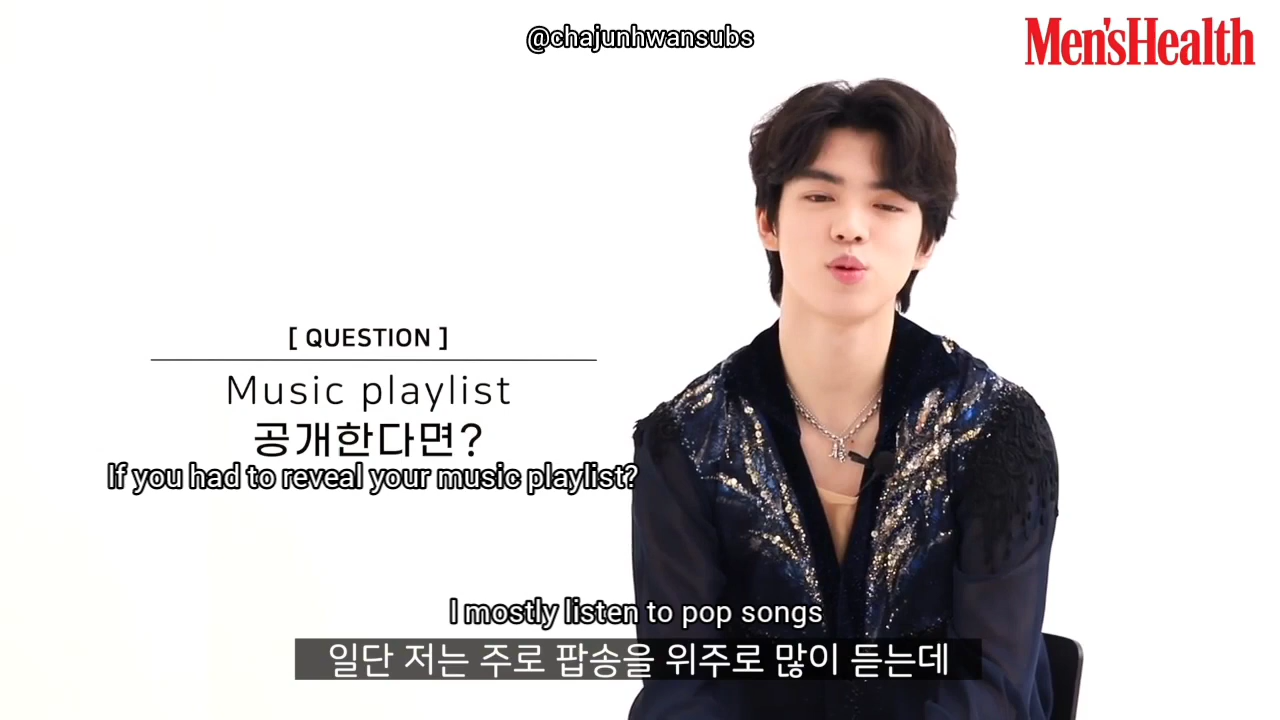 @chajunhwansubs
Men'sHealth
[ QUESTION ]
Music playlist
공개한다면?
If you had to reveal your music playlist?
I mostly listen to pop songs
일단 저는 주로 팝송을 위주로 많이 듣는데